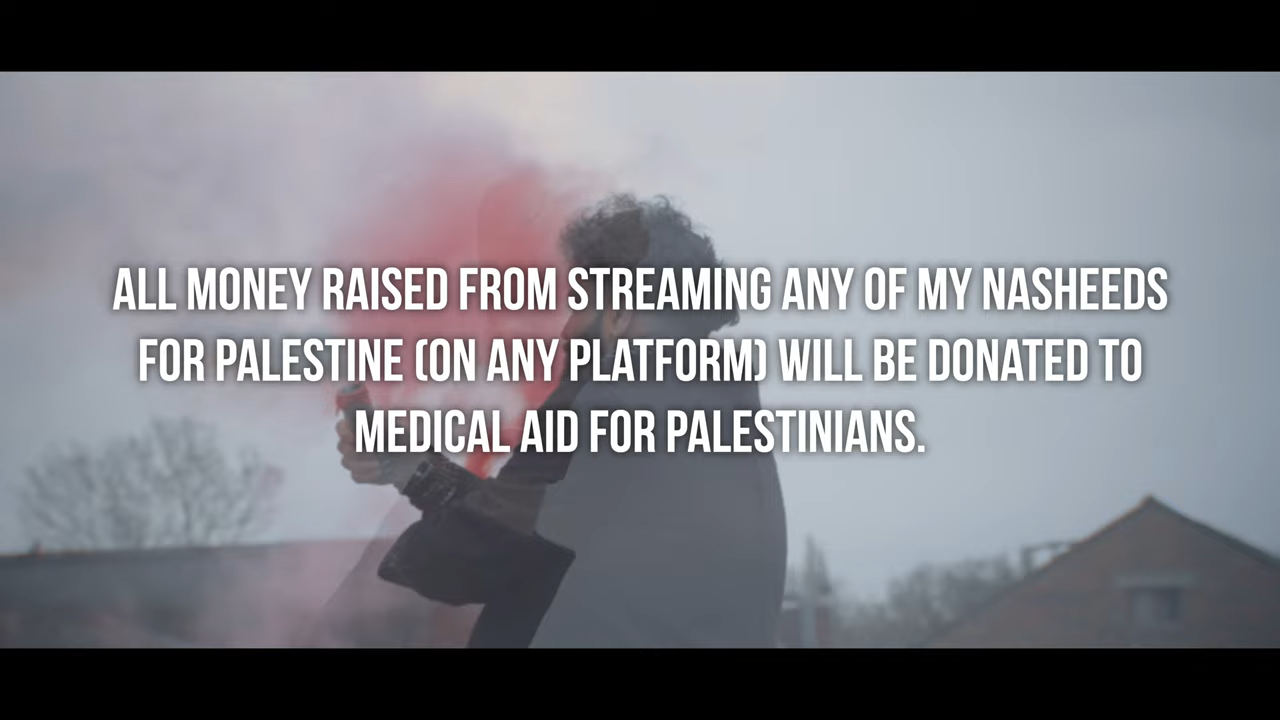 ALL MONEY RAISED FROM STREAMING ANY OF MY NASHEEDS
FOR PALESTINE (ON ANY PLATFORM) WILL BE DONATED TO
MEDICAL AID FOR PALESTINIANS.